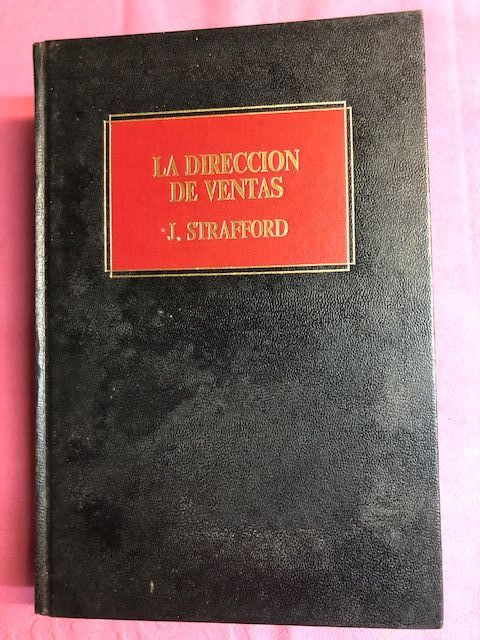 LA DIRECCION
DE VENTAS
J. STRAFFORD